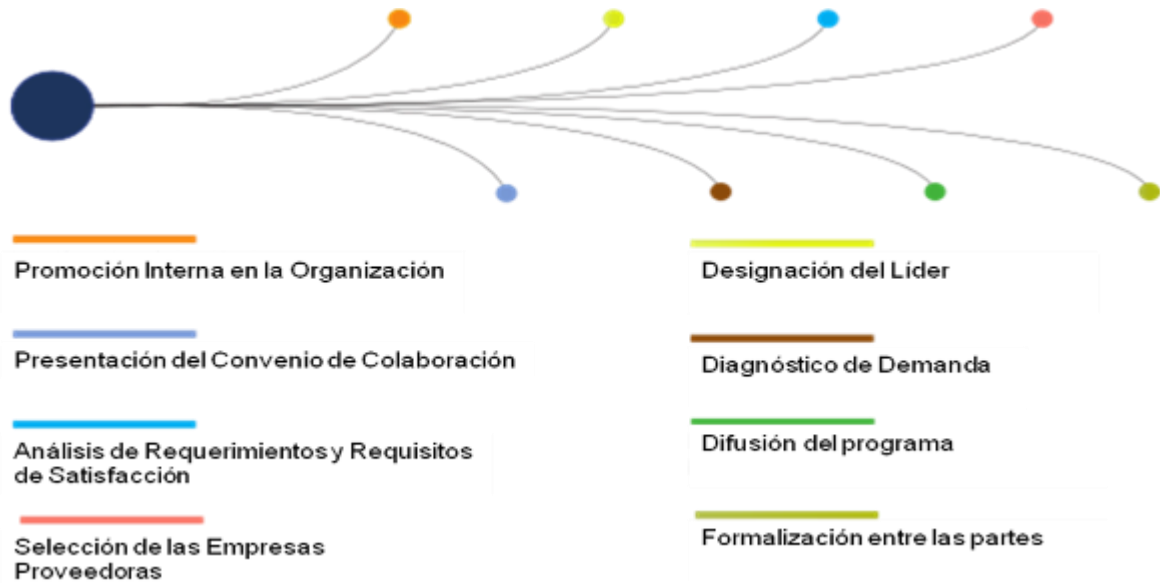 Promoción Interna en la Organización
Designación del Líder
Presentación del Convenio de Colaboración
Diagnóstico de Demanda
Análisis de Requerimientos y Requisitos
de Satisfacción
Difusión del programa
Selección de las Empresas
Proveedoras
Formalización entre las partes